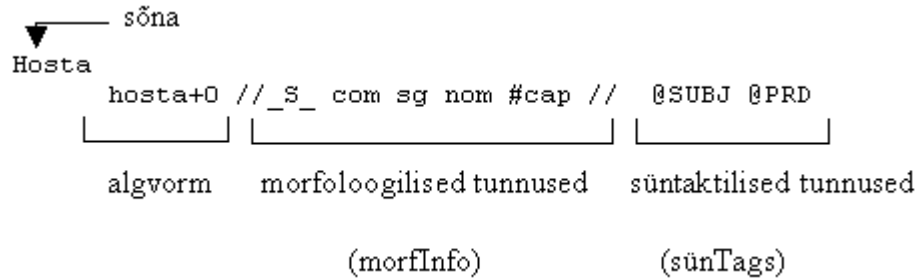 sõna
Hosta
hosta+0 //_S_ com sg nom #cap // @SUBJ @PRD
algvorm morfoloogilised tunnused süntaktilised tunnused
(morfInfo) (sünTags)